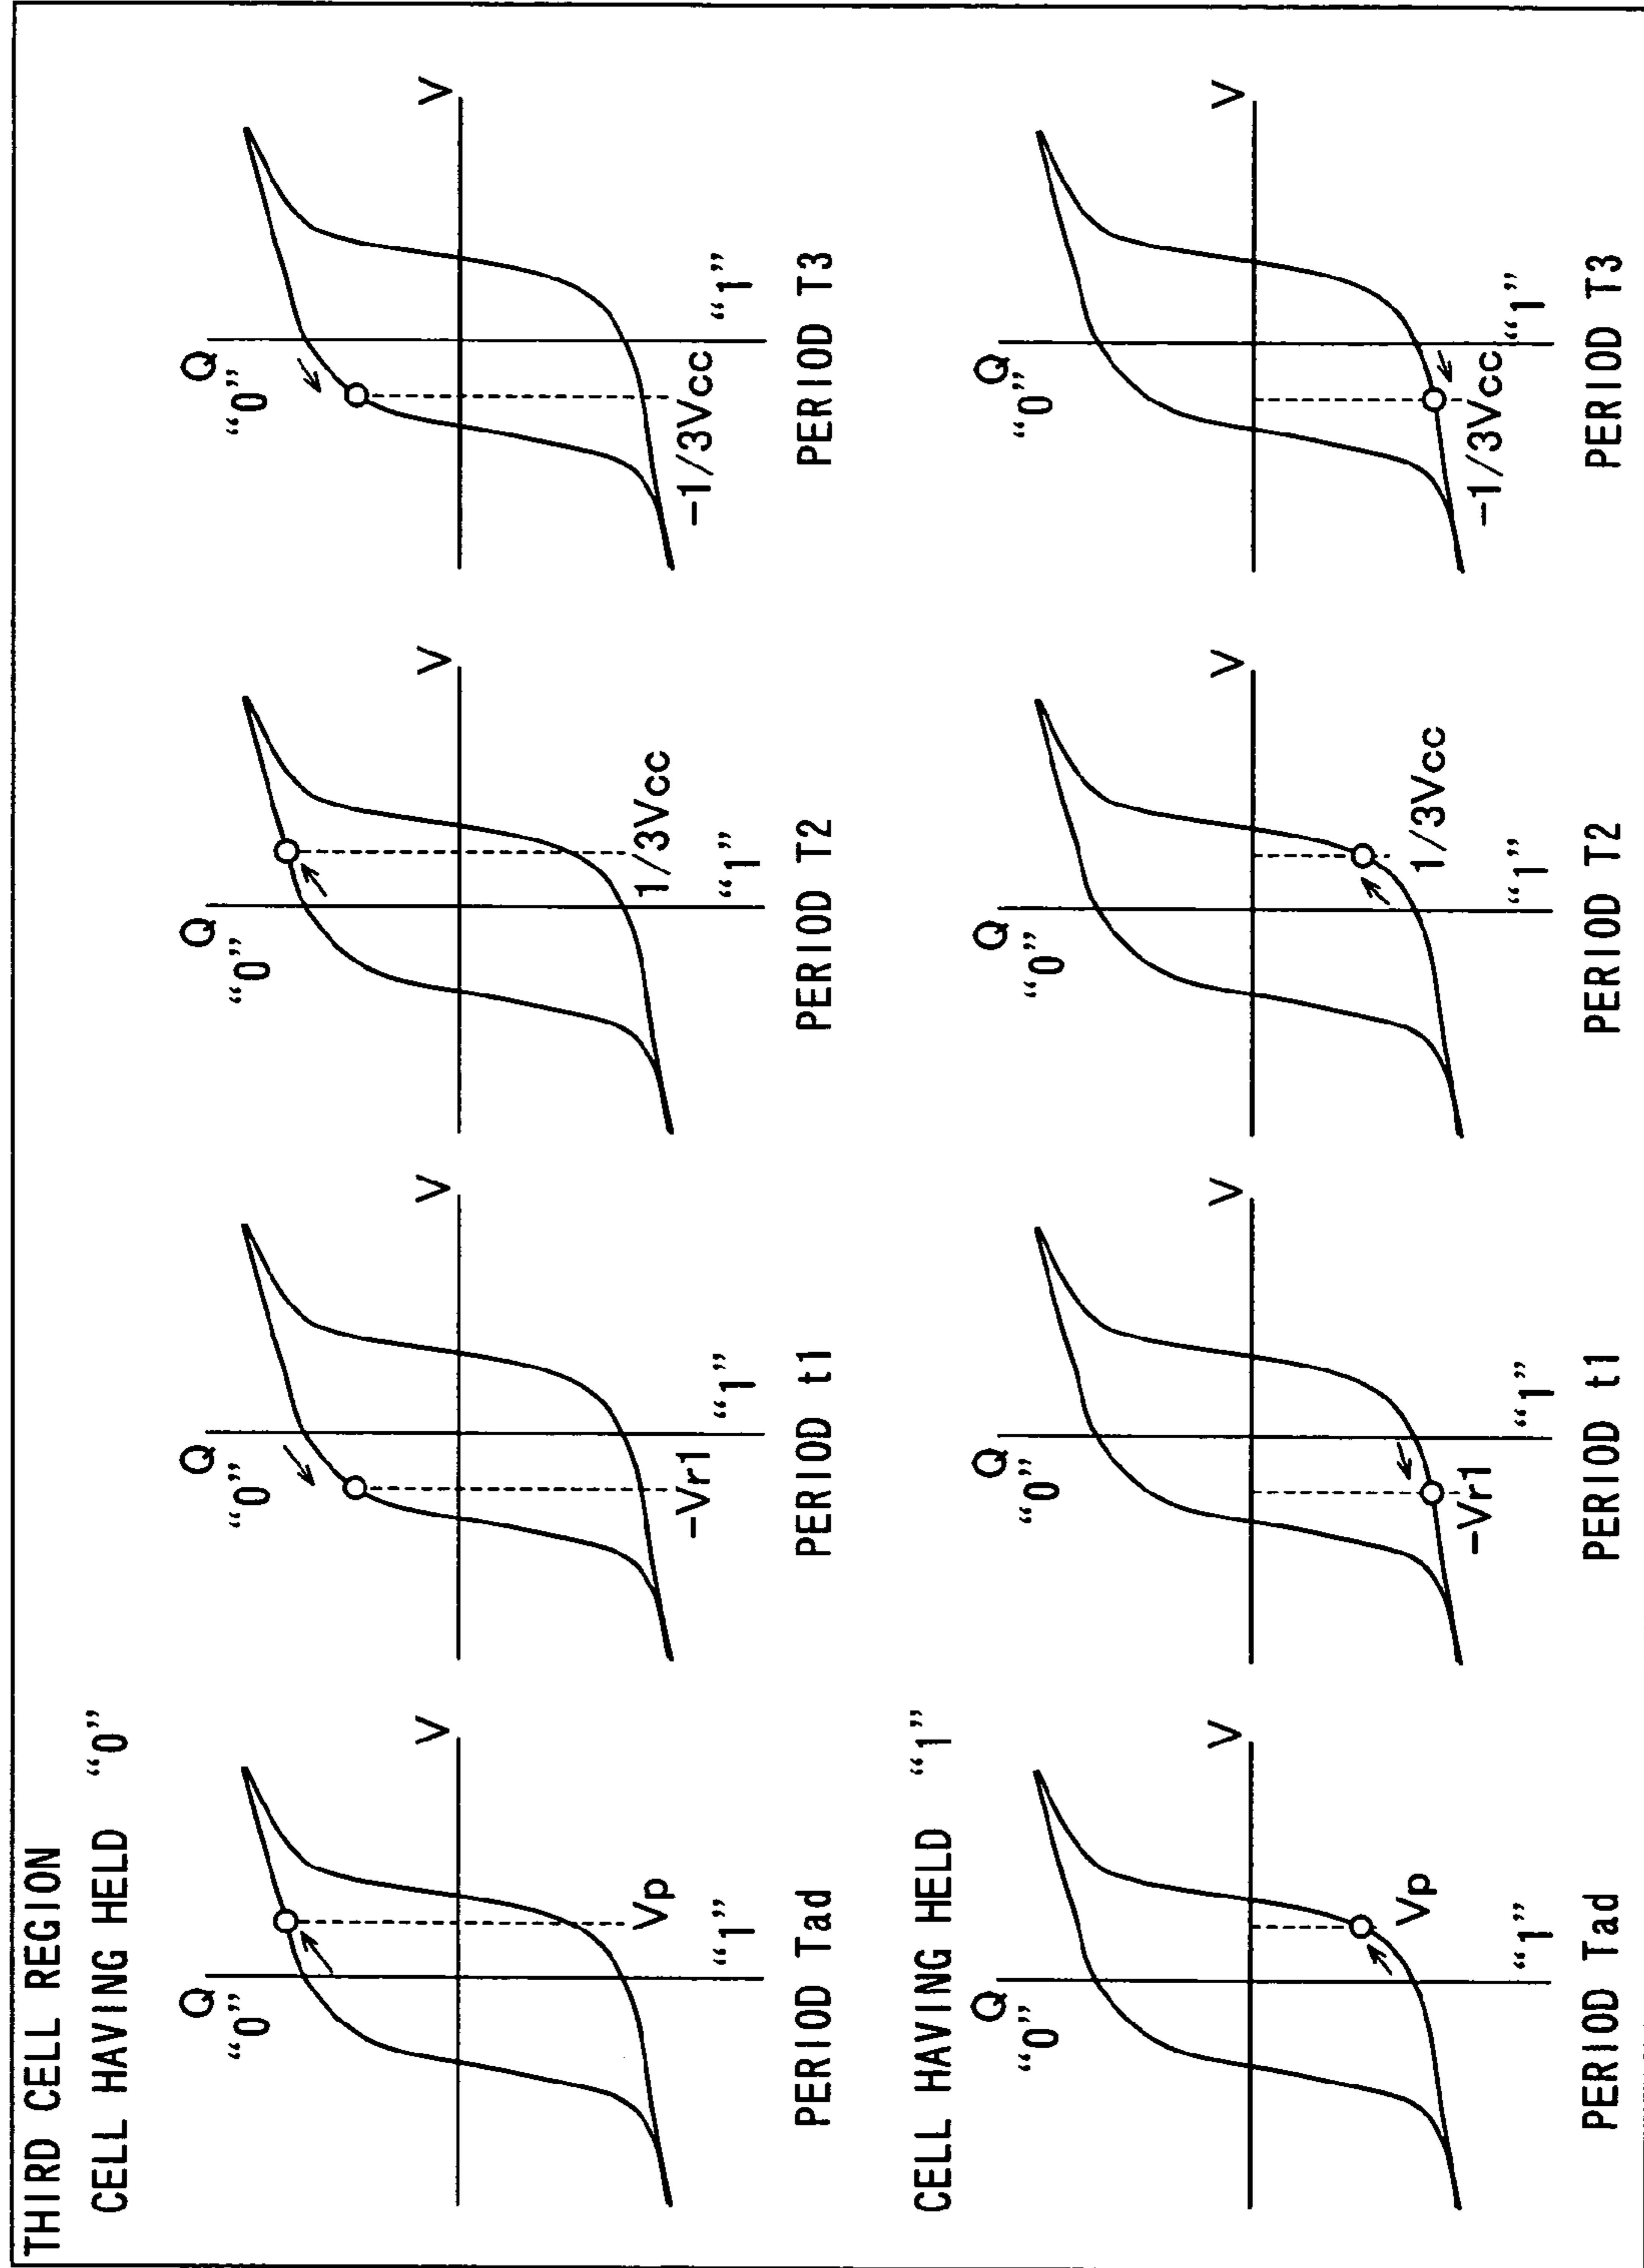 THIRD CELL REGION
CELL HAVING HELD “0”
Q
“0”
V
Vp
“1”
PERIOD Tad
Q
“0”
V
-Vr1
“1”
PERIOD t1
Q
“0”
V
1/3Vcc
“1”
PERIOD T2
Q
“0”
V
-1/3Vcc
“1”
PERIOD T3
CELL HAVING HELD “1”
Q
“0”
V
Vp
“1”
PERIOD Tad
Q
“0”
V
-Vr1
“1”
PERIOD t1
Q
“0”
V
1/3Vcc
“1”
PERIOD T2
Q
“0”
V
-1/3Vcc
“1”
PERIOD T3